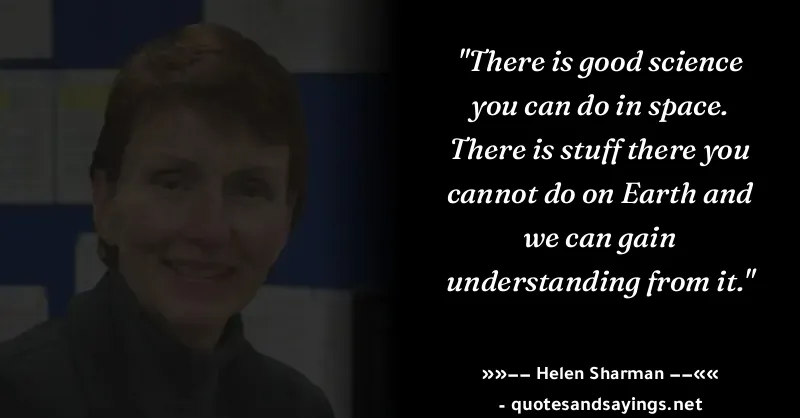 "There is good science
you can do in space.
There is stuff there you
cannot do on Earth and
we can gain
understanding from it."
»»−− Helen Sharman −−««
- quotesandsayings.net